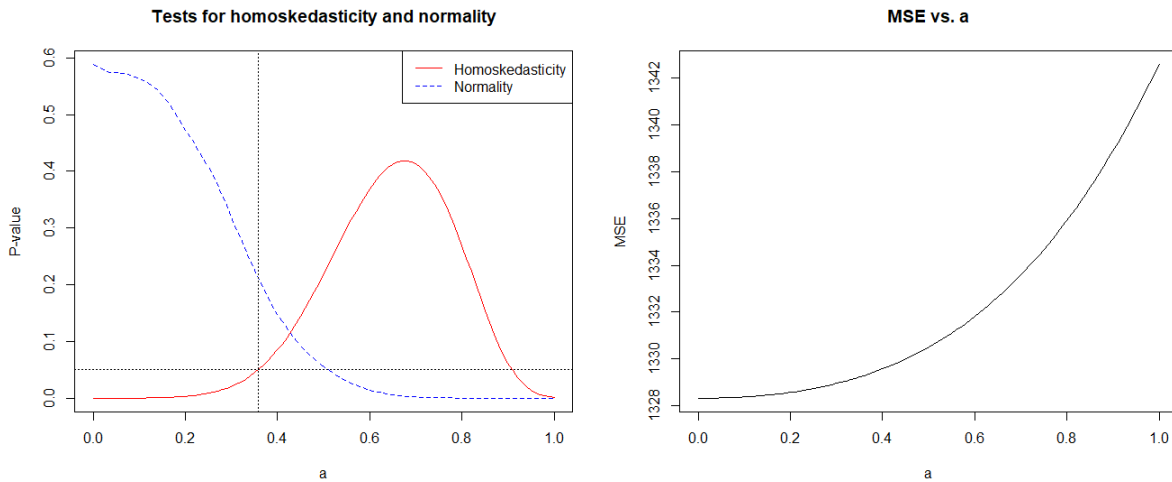 Tests for homoskedasticity and normality
P-value
0.6
0.5
0.4
0.3
0.2
0.1
0.0
Homoskedasticity
Normality
0.0 0.2 0.4 0.6 0.8 1.0
a
MSE vs. a
MSE
1342
1340
1338
1336
1334
1332
1330
1328
0.0 0.2 0.4 0.6 0.8 1.0
a